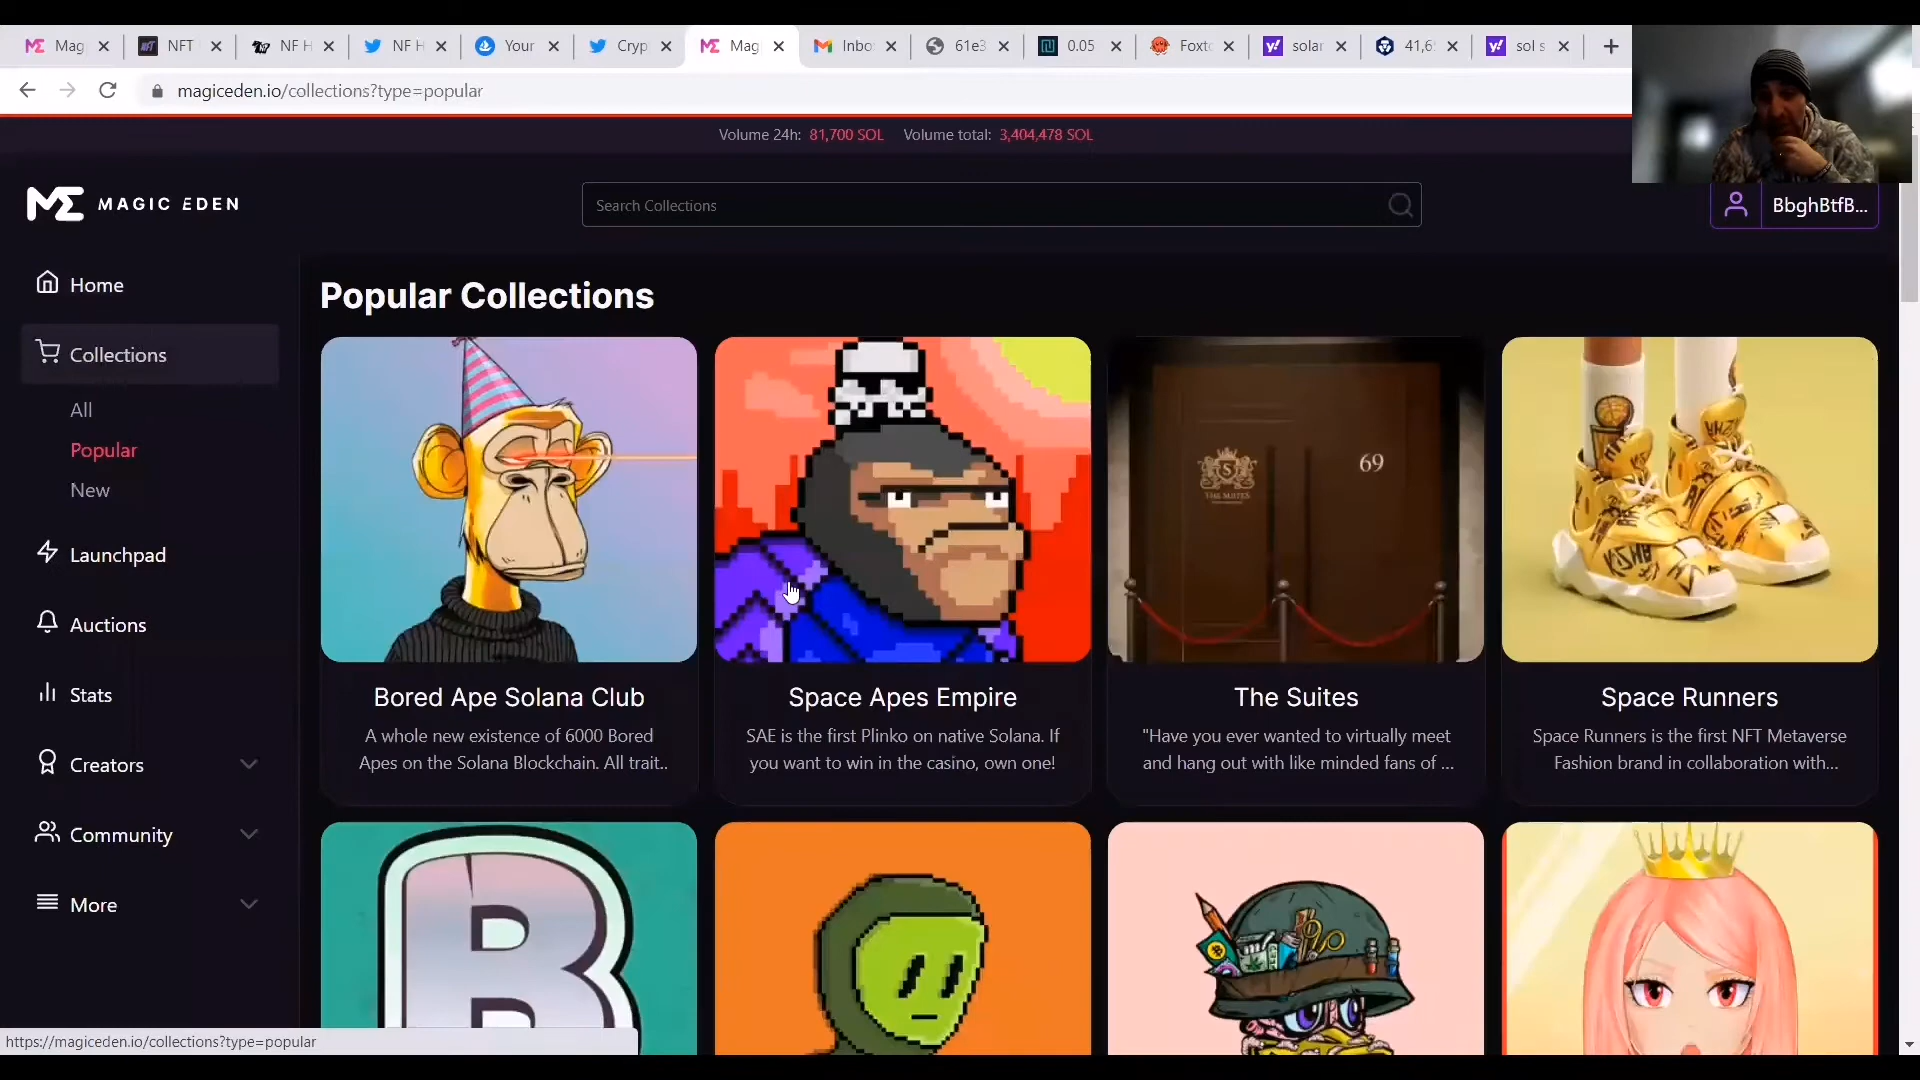 Mag
NFT
NF H
NF H
Your
Cryp
Mag
Inbo
61e3
0.05
Foxto
solar
41,6
sol s
magiceden.io/collections?type=popular
Volume 24h: 81,700 SOL Volume total: 3,404,478 SOL
MAGIC EDEN
Search Collections
BbghBtfB...
Home
Collections
All
Popular
New
Launchpad
Auctions
Stats
Creators
Community
More
Popular Collections
THE SUITES
69
Bored Ape Solana Club
A whole new existence of 6000 Bored
Apes on the Solana Blockchain. All trait..
Space Apes Empire
SAE is the first Plinko on native Solana. If
you want to win in the casino, own one!
The Suites
"Have you ever wanted to virtually meet
and hang out with like minded fans of ...
Space Runners
Space Runners is the first NFT Metaverse
Fashion brand in collaboration with...
B
https://magiceden.io/collections?type=popular